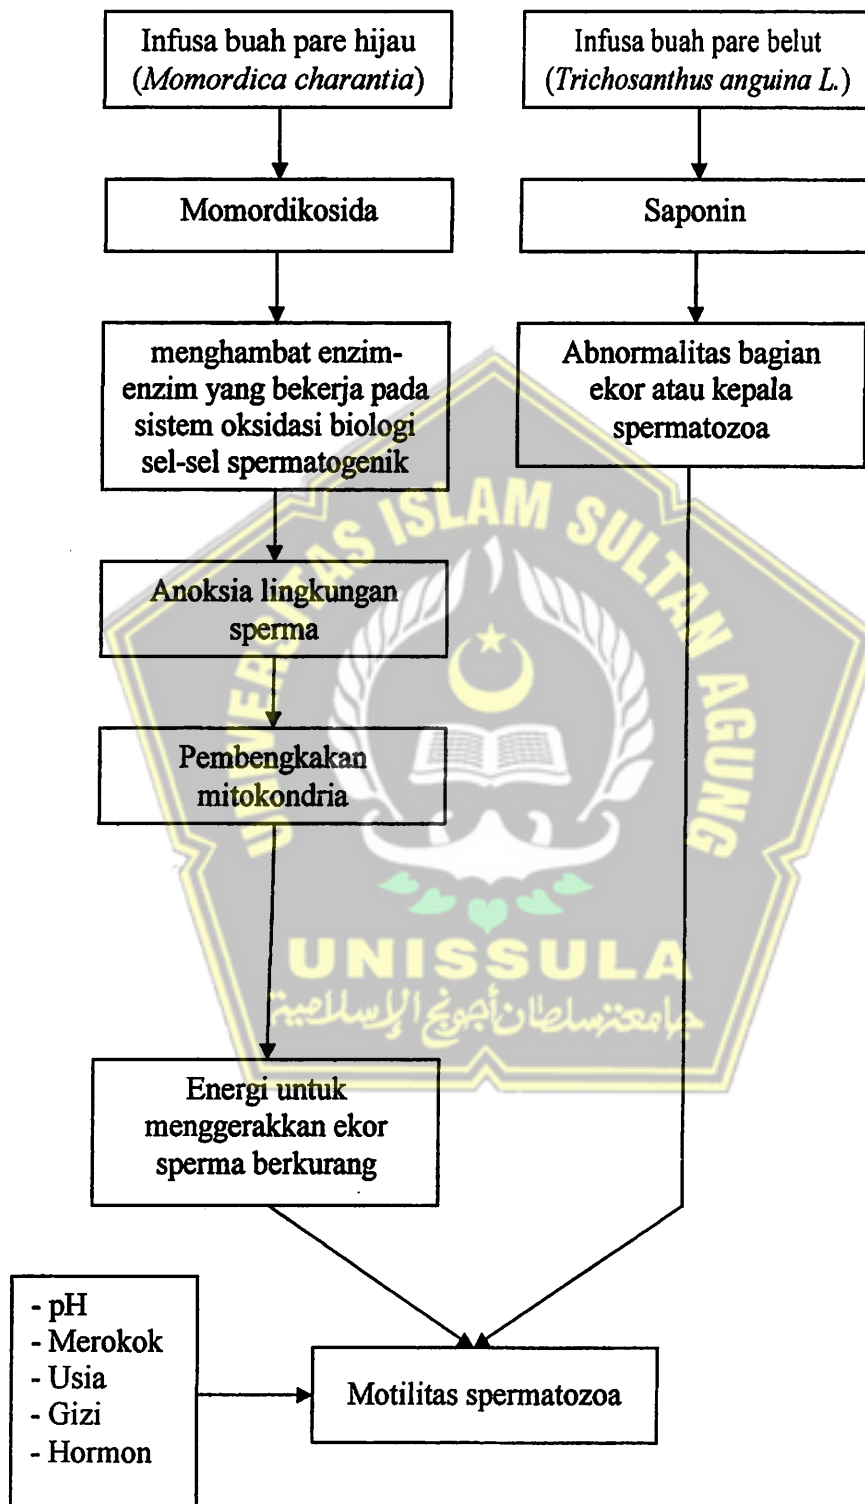 Infusa buah pare hijau
(Momordica charantia)
Infusa buah pare belut
(Trichosanthus anguina L.)
Momordikosida
Saponin
menghambat enzim-
enzim yang bekerja pada
sistem oksidasi biologi
sel-sel spermatogenik
Abnormalitas bagian
ekor atau kepala
spermatozoa
Anoksia lingkungan
sperma
Pembengkakan
mitokondria
Energi untuk
menggerakkan ekor
sperma berkurang
- pH
- Merokok
- Usia
- Gizi
- Hormon
Motilitas spermatozoa
UNIVERSITAS ISLAM SULTAN AGUNG
UNISSULA
جامعة سلطان أجونج الإسلامية